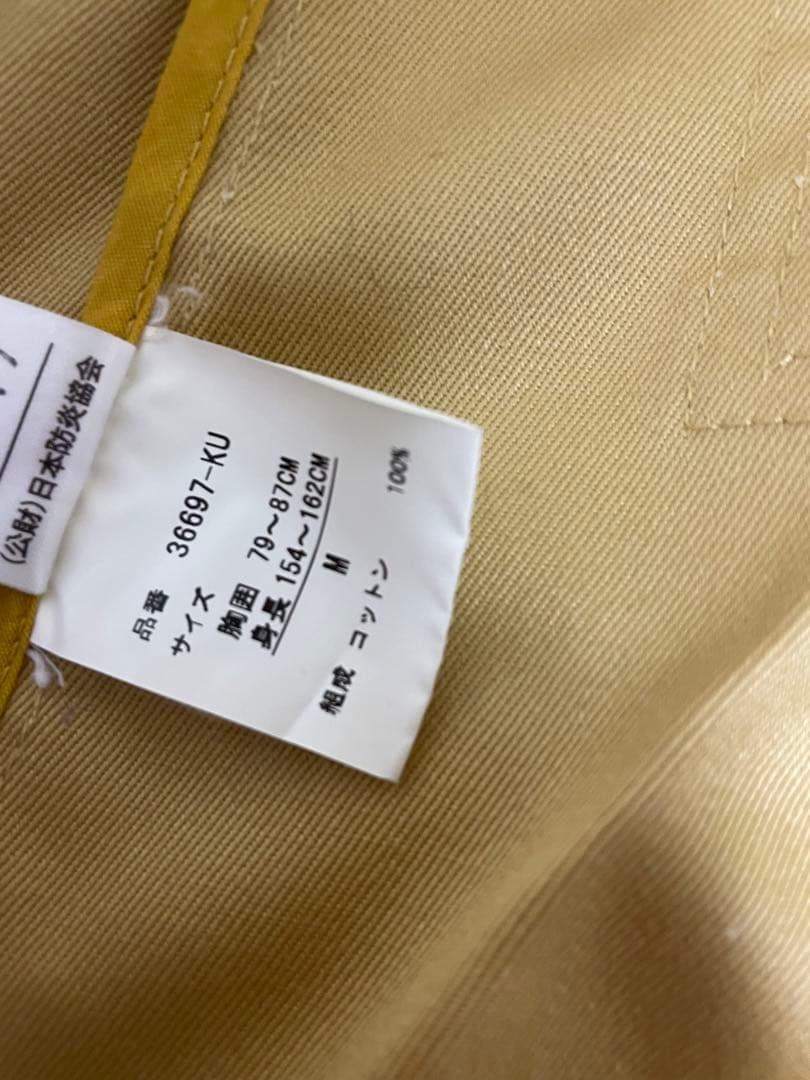 (公財)日本防炎協会
品番 36697-KU
サイズ
胸囲 79～87CM
身長 154～162CM
M
組成 コットン 100%